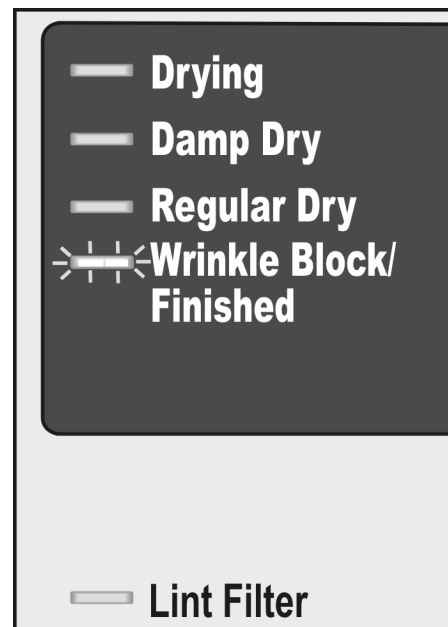 Drying
Damp Dry
Regular Dry
Wrinkle Block/
Finished
Lint Filter